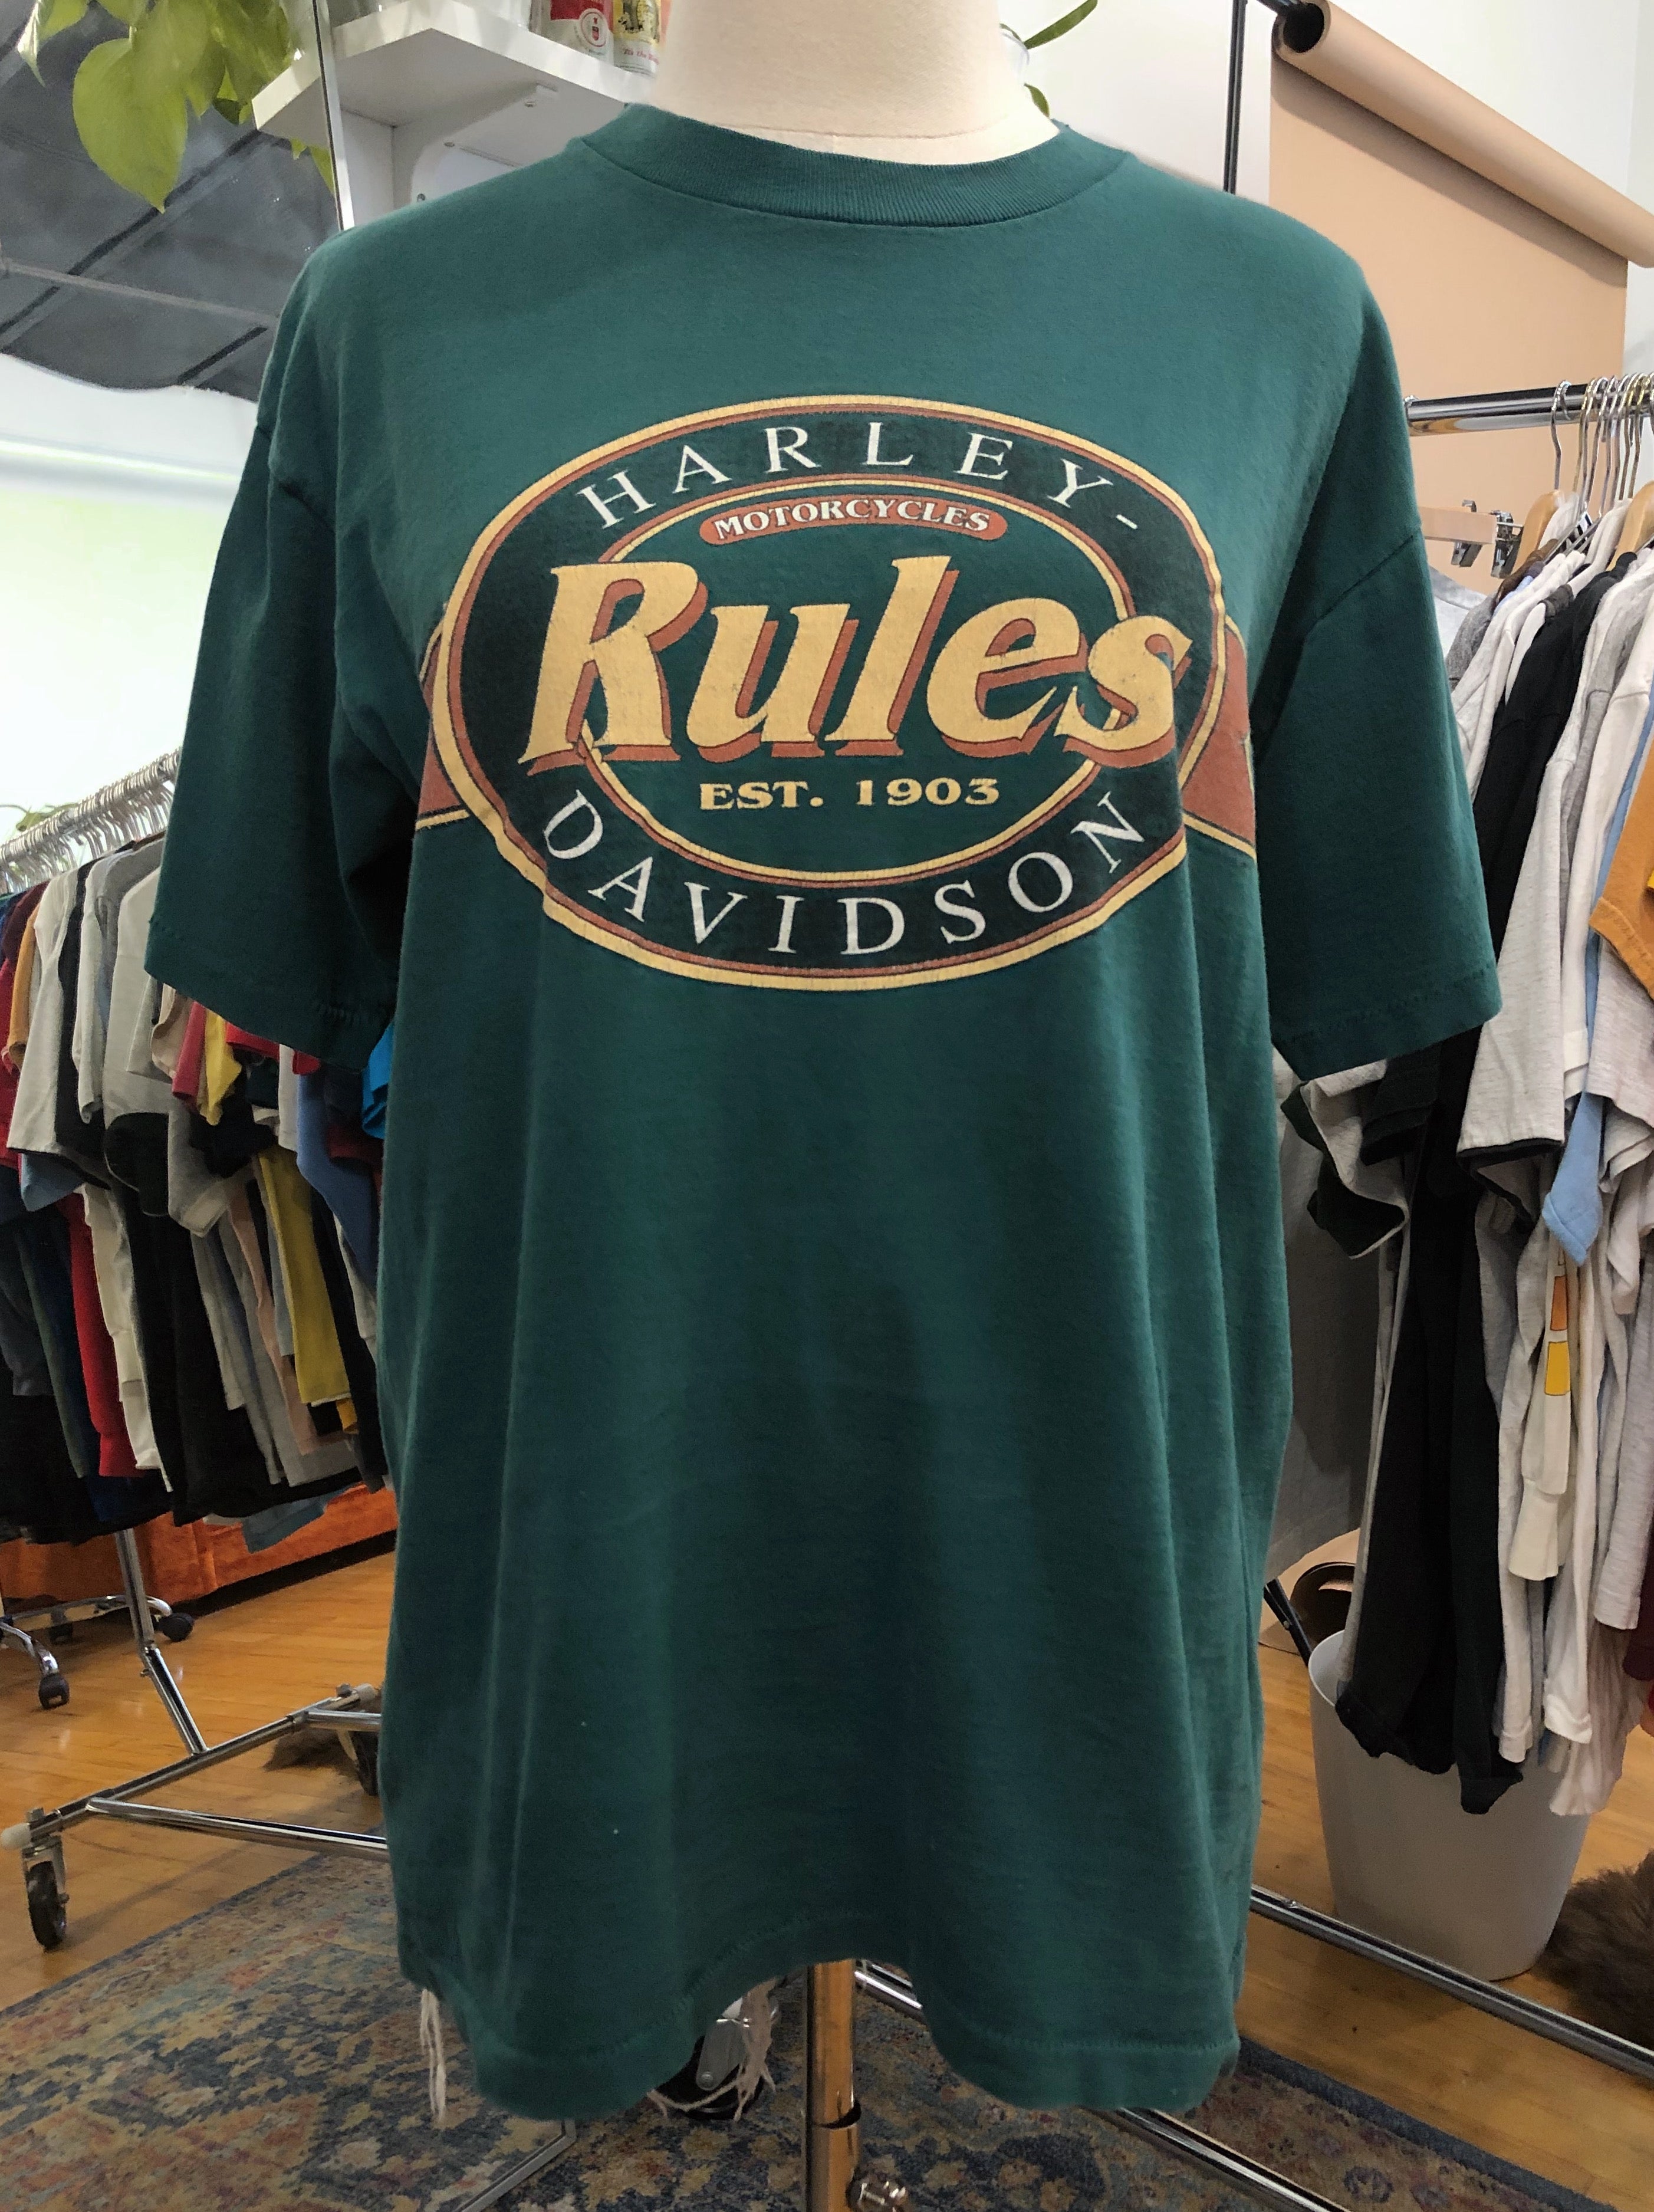 HARLEY-
MOTORCYCLES
Rules
EST. 1903
DAVIDSON